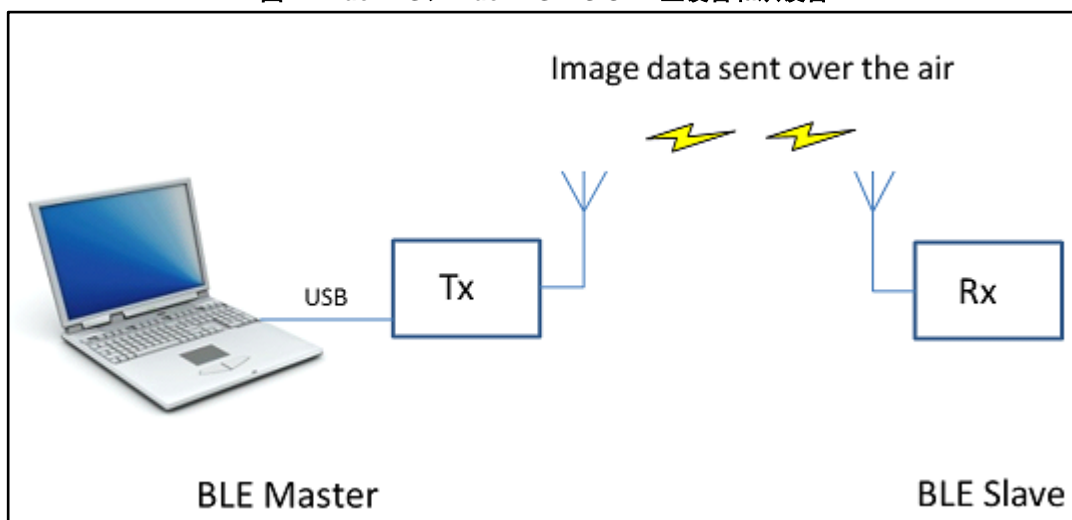 Image data sent over the air
Tx
Rx
USB
BLE Master
BLE Slave